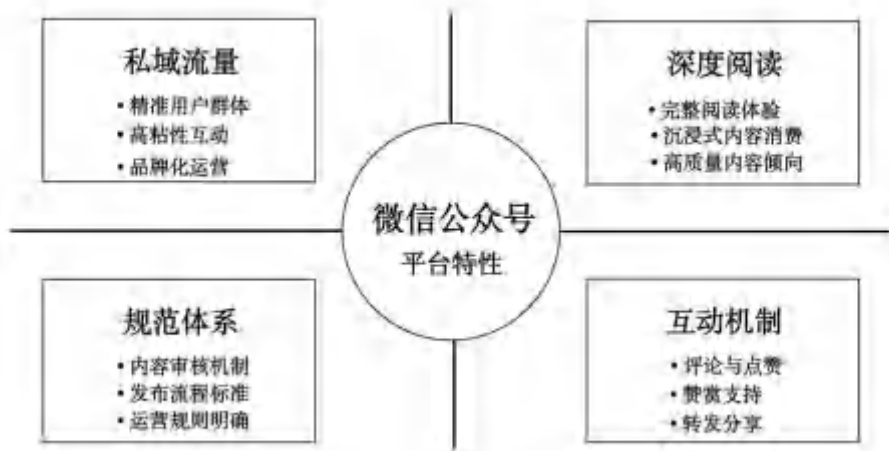 私域流量
• 精准用户群体
• 高粘性互动
• 品牌化运营
深度阅读
• 完整阅读体验
• 沉浸式内容消费
• 高质量内容倾向
微信公众号
平台特性
规范体系
• 内容审核机制
• 发布流程标准
• 运营规则明确
互动机制
• 评论与点赞
• 赞赏支持
• 转发分享